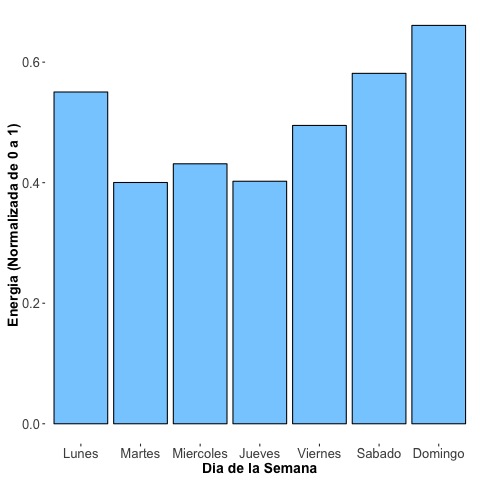 Energia (Normalizada de 0 a 1)
0.6
0.4
0.2
0.0
Lunes Martes Miercoles Jueves Viernes Sabado Domingo
Dia de la Semana